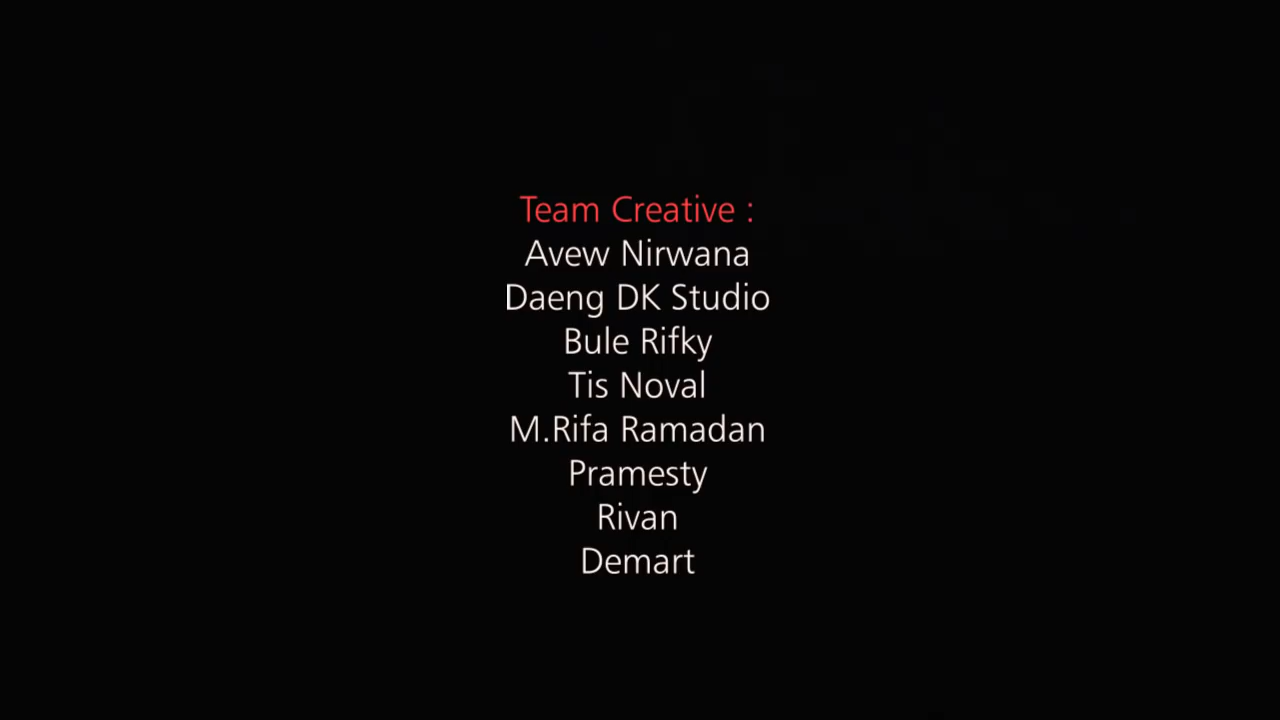 Team Creative :
Avew Nirwana
Daeng DK Studio
Bule Rifky
Tis Noval
M.Rifa Ramadan
Pramesty
Rivan
Demart